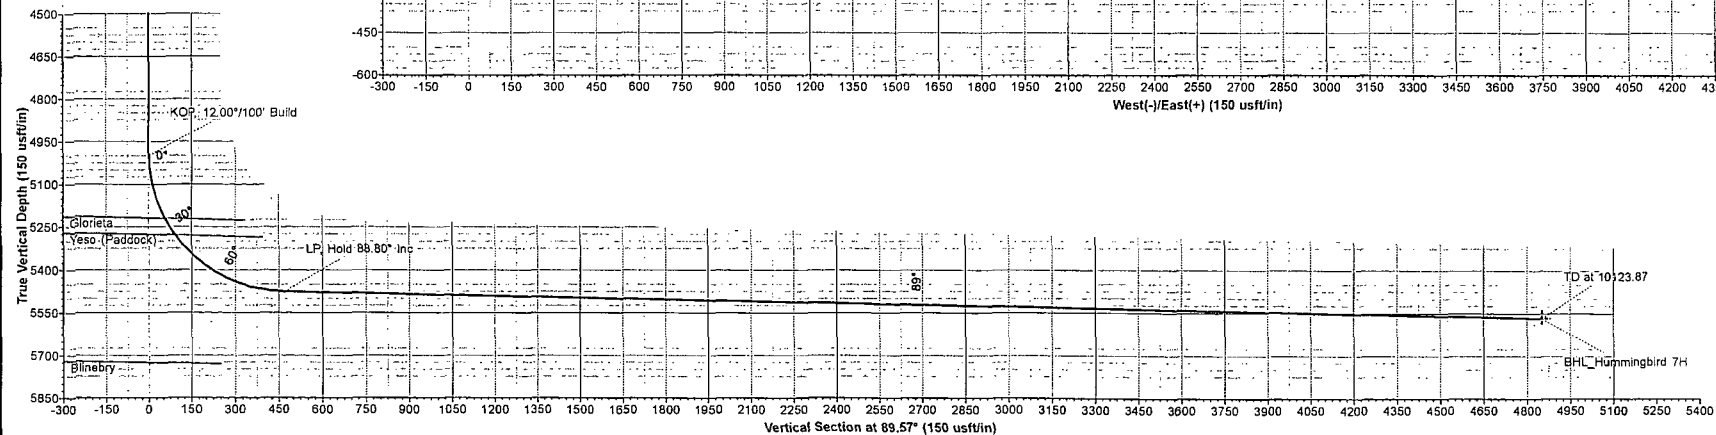 -450
-600
-300 -150 0 150 300 450 600 750 900 1050 1200 1350 1500 1650 1800 1950 2100 2250 2400 2550 2700 2850 3000 3150 3300 3450 3600 3750 3900 4050 4200 43
West(-)/East(+) (150 usft/in)
4500
4650
4800
4950
5100
5250
5400
5550
5700
5850
True Vertical Depth (150 usft/in)
KOP, 12.00°/100' Build
0°
30°
60°
Glorieta
Yeso (Paddock)
LP, Hold 88.80° Inc
89°
TD at 10123.87
BHL_Hummingbird 7H
Blinebry
-300 -150 0 150 300 450 600 750 900 1050 1200 1350 1500 1650 1800 1950 2100 2250 2400 2550 2700 2850 3000 3150 3300 3450 3600 3750 3900 4050 4200 4350 4500 4650 4800 4950 5100 5250 5400
Vertical Section at 89.57° (150 usft/in)